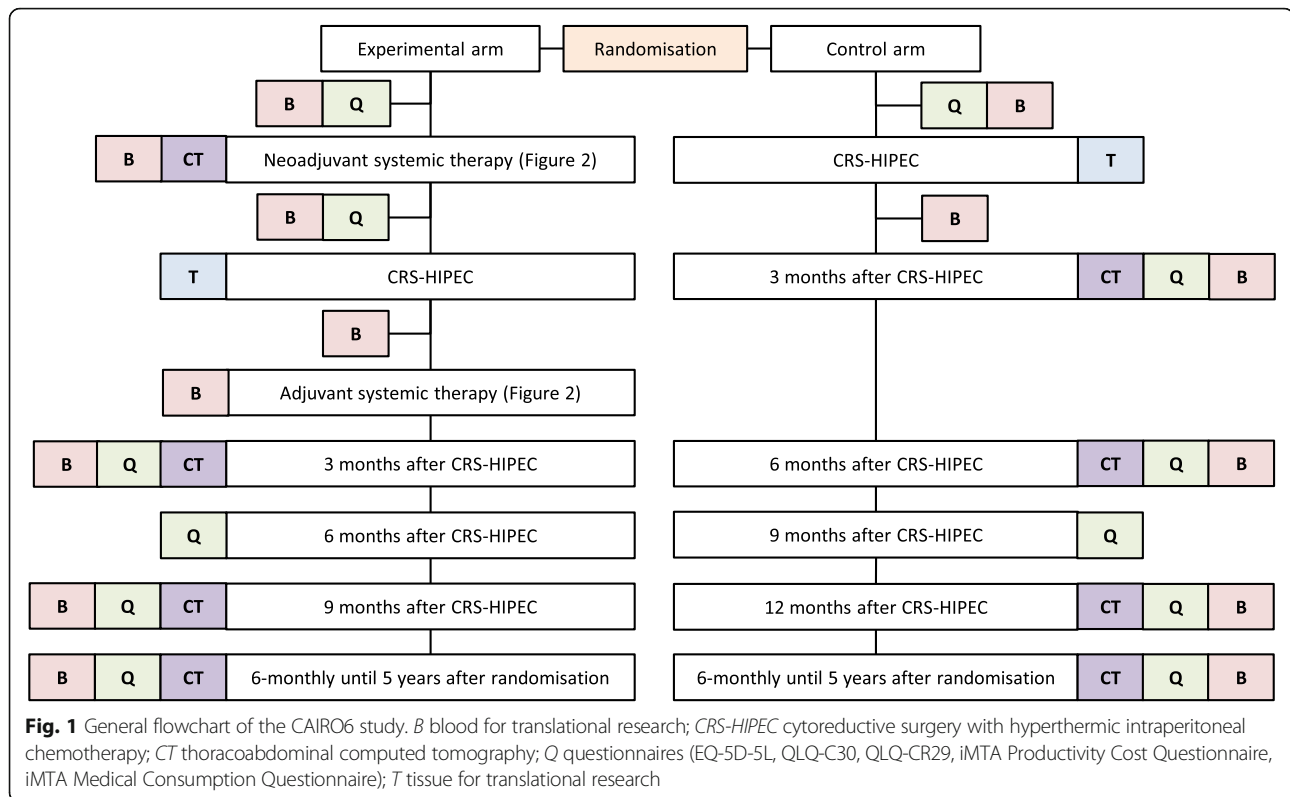 Experimental arm
Randomisation
Control arm
B Q
Q B
B CT Neoadjuvant systemic therapy (Figure 2)
CRS-HIPEC T
B Q
B
T CRS-HIPEC
3 months after CRS-HIPEC CT Q B
B
B Adjuvant systemic therapy (Figure 2)
B Q CT 3 months after CRS-HIPEC
6 months after CRS-HIPEC CT Q B
Q 6 months after CRS-HIPEC
9 months after CRS-HIPEC Q
B Q CT 9 months after CRS-HIPEC
12 months after CRS-HIPEC CT Q B
B Q CT 6-monthly until 5 years after randomisation
6-monthly until 5 years after randomisation CT Q B
Fig. 1 General flowchart of the CAIRO6 study. B blood for translational research; CRS-HIPEC cytoreductive surgery with hyperthermic intraperitoneal
chemotherapy; CT thoracoabdominal computed tomography; Q questionnaires (EQ-5D-5L, QLQ-C30, QLQ-CR29, iMTA Productivity Cost Questionnaire,
iMTA Medical Consumption Questionnaire); T tissue for translational research